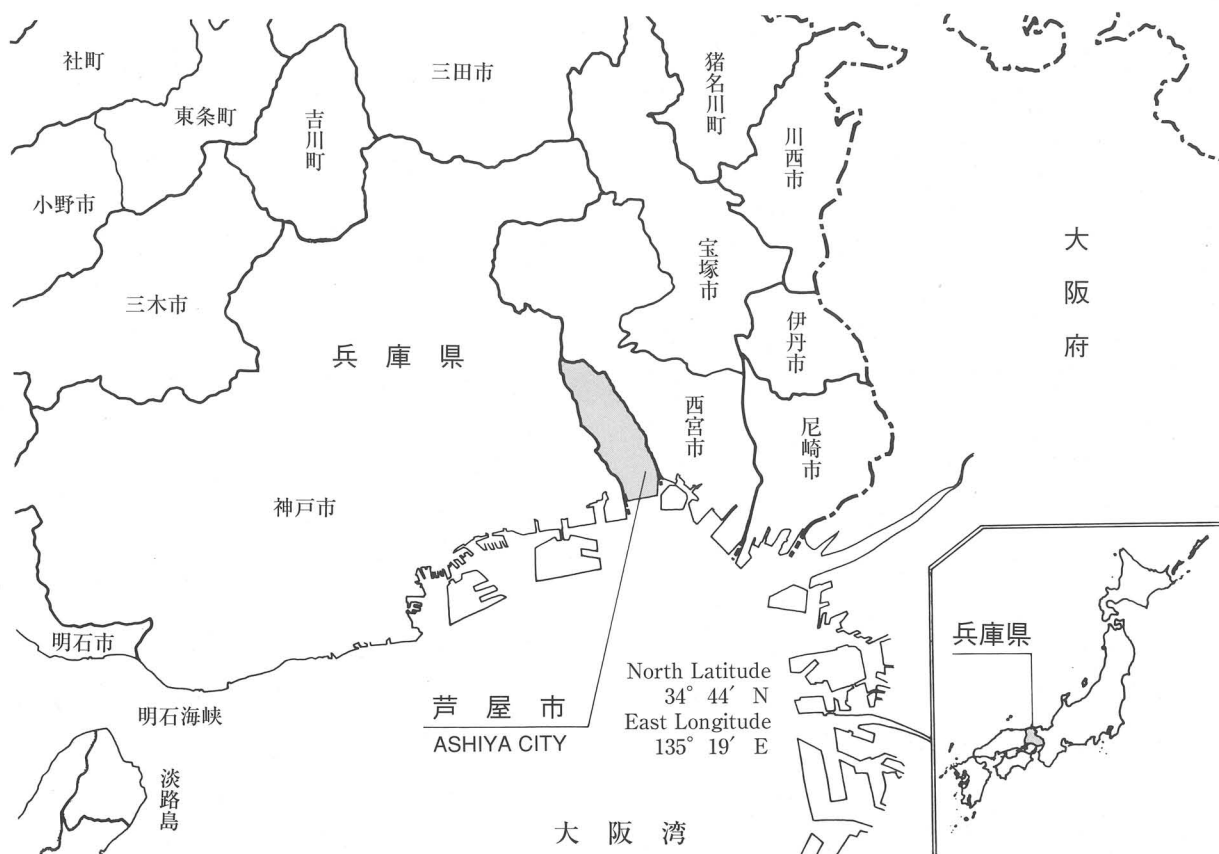 社町
東条町
吉川町
三田市
猪名川町
川西市
小野市
三木市
宝塚市
伊丹市
大阪府
兵庫県
西宮市
尼崎市
神戸市
明石市
明石海峡
淡路島
芦屋市
ASHIYA CITY
North Latitude
34° 44′ N
East Longitude
135° 19′ E
大阪湾
兵庫県